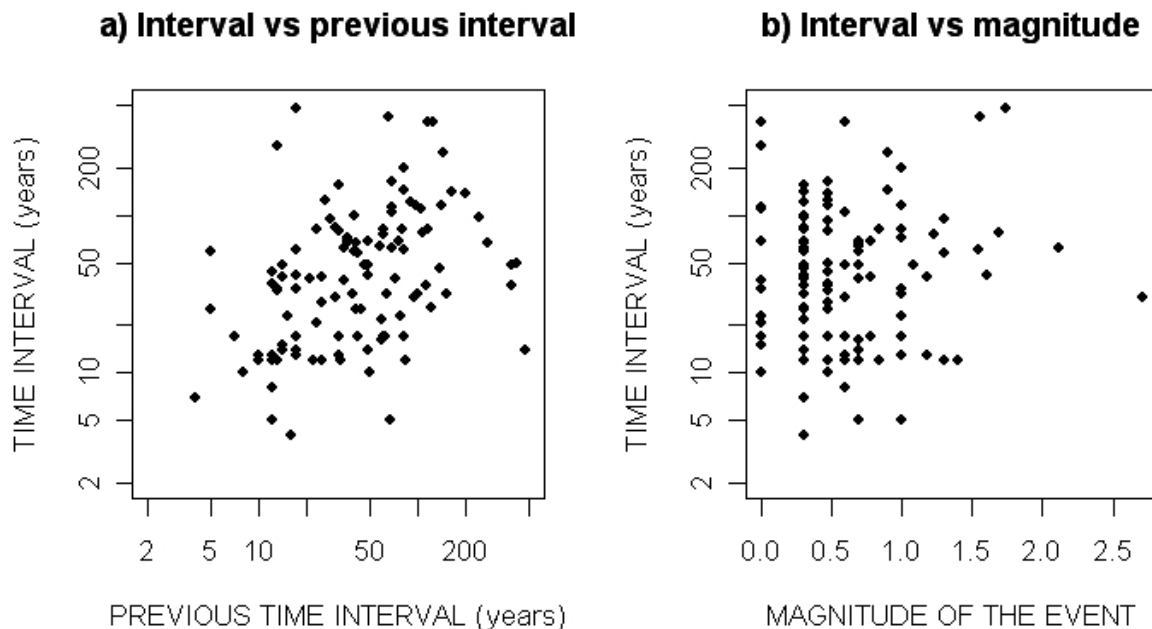 a) Interval vs previous interval
TIME INTERVAL (years)
200
50
10
5
2
2 5 10 50 200
PREVIOUS TIME INTERVAL (years)
b) Interval vs magnitude
TIME INTERVAL (years)
200
50
10
5
2
0.0 0.5 1.0 1.5 2.0 2.5
MAGNITUDE OF THE EVENT